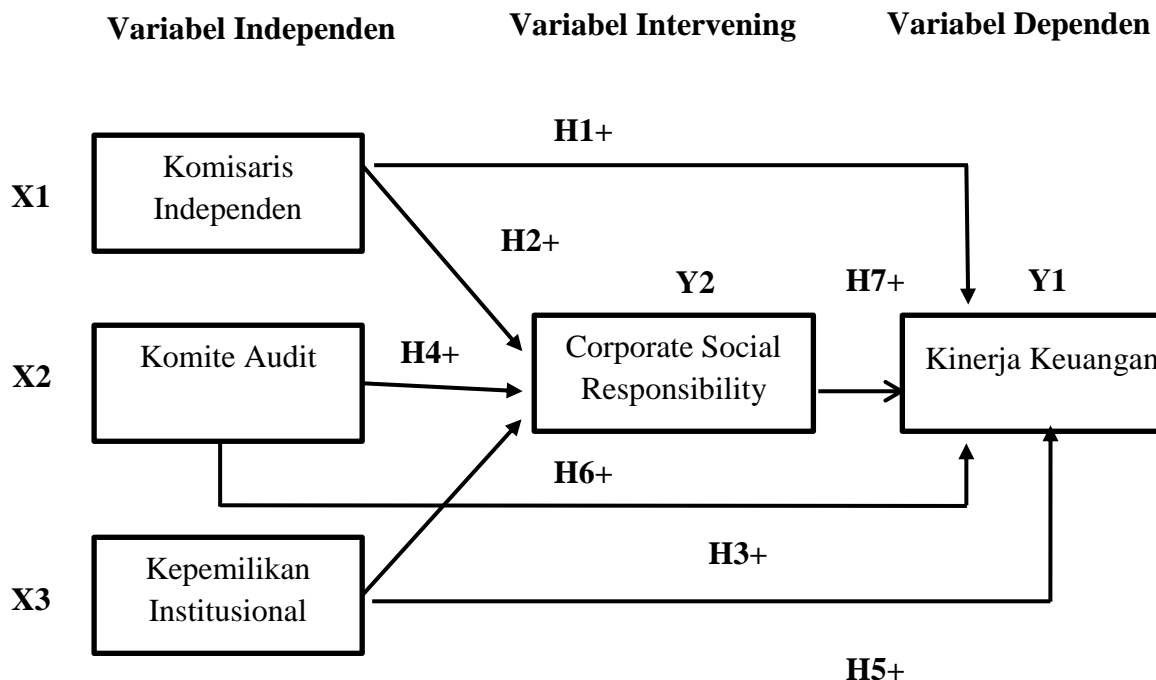 Variabel Independen Variabel Intervening Variabel Dependen
H1+
X1
Komisaris
Independen
H2+
Y2
H7+
Y1
X2
Komite Audit
H4+
Corporate Social
Responsibility
Kinerja Keuangan
H6+
H3+
X3
Kepemilikan
Institusional
H5+